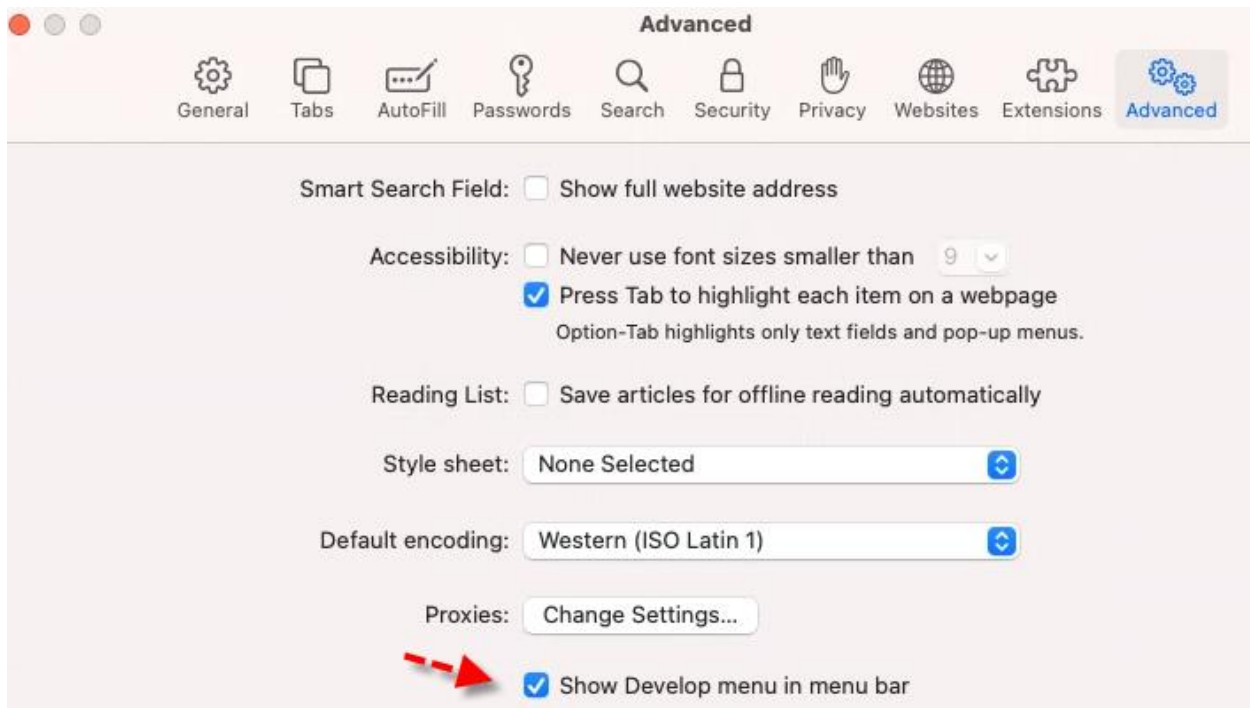 Advanced
General Tabs AutoFill Passwords Search Security Privacy Websites Extensions Advanced
Smart Search Field: Show full website address
Accessibility: Never use font sizes smaller than 9
Press Tab to highlight each item on a webpage
Option-Tab highlights only text fields and pop-up menus.
Reading List: Save articles for offline reading automatically
Style sheet: None Selected
Default encoding: Western (ISO Latin 1)
Proxies: Change Settings...
Show Develop menu in menu bar